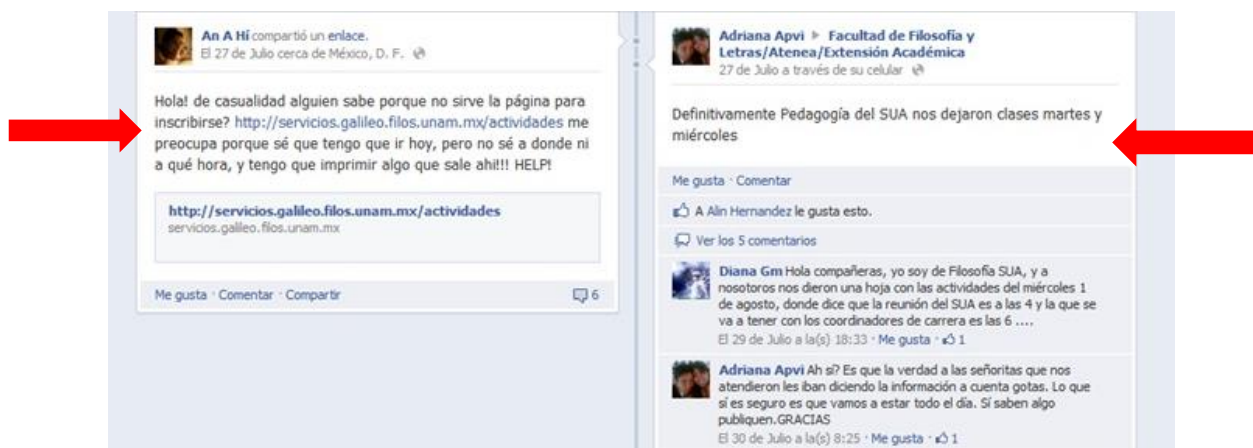 An A Hí compartió un enlace.
El 27 de Julio cerca de México, D. F.
Hola! de casualidad alguien sabe porque no sirve la página para
inscribirse? http://servicios.galileo.filos.unam.mx/actividades me
preocupa porque sé que tengo que ir hoy, pero no sé a donde ni
a qué hora, y tengo que imprimir algo que sale ahi!!! HELP!
http://servicios.galileo.filos.unam.mx/actividades
servicios.galileo.filos.unam.mx
Me gusta · Comentar · Compartir 6
Adriana Apvi ▶ Facultad de Filosofía y
Letras/Atenea/Extensión Académica
27 de Julio a través de su celular
Definitivamente Pedagogía del SUA nos dejaron clases martes y
miércoles
Me gusta · Comentar
A Alin Hernandez le gusta esto.
Ver los 5 comentarios
Diana Gm Hola compañeras, yo soy de Filosofía SUA, y a
nosotoros nos dieron una hoja con las actividades del miércoles 1
de agosto, donde dice que la reunión del SUA es a las 4 y la que se
va a tener con los coordinadores de carrera es las 6 ....
El 29 de Julio a la(s) 18:33 · Me gusta · 1
Adriana Apvi Ah si? Es que la verdad a las señoritas que nos
atendieron les iban diciendo la información a cuenta gotas. Lo que
sí es seguro es que vamos a estar todo el día. Sí saben algo
publiquen.GRACIAS
El 30 de Julio a la(s) 8:25 · Me gusta · 1